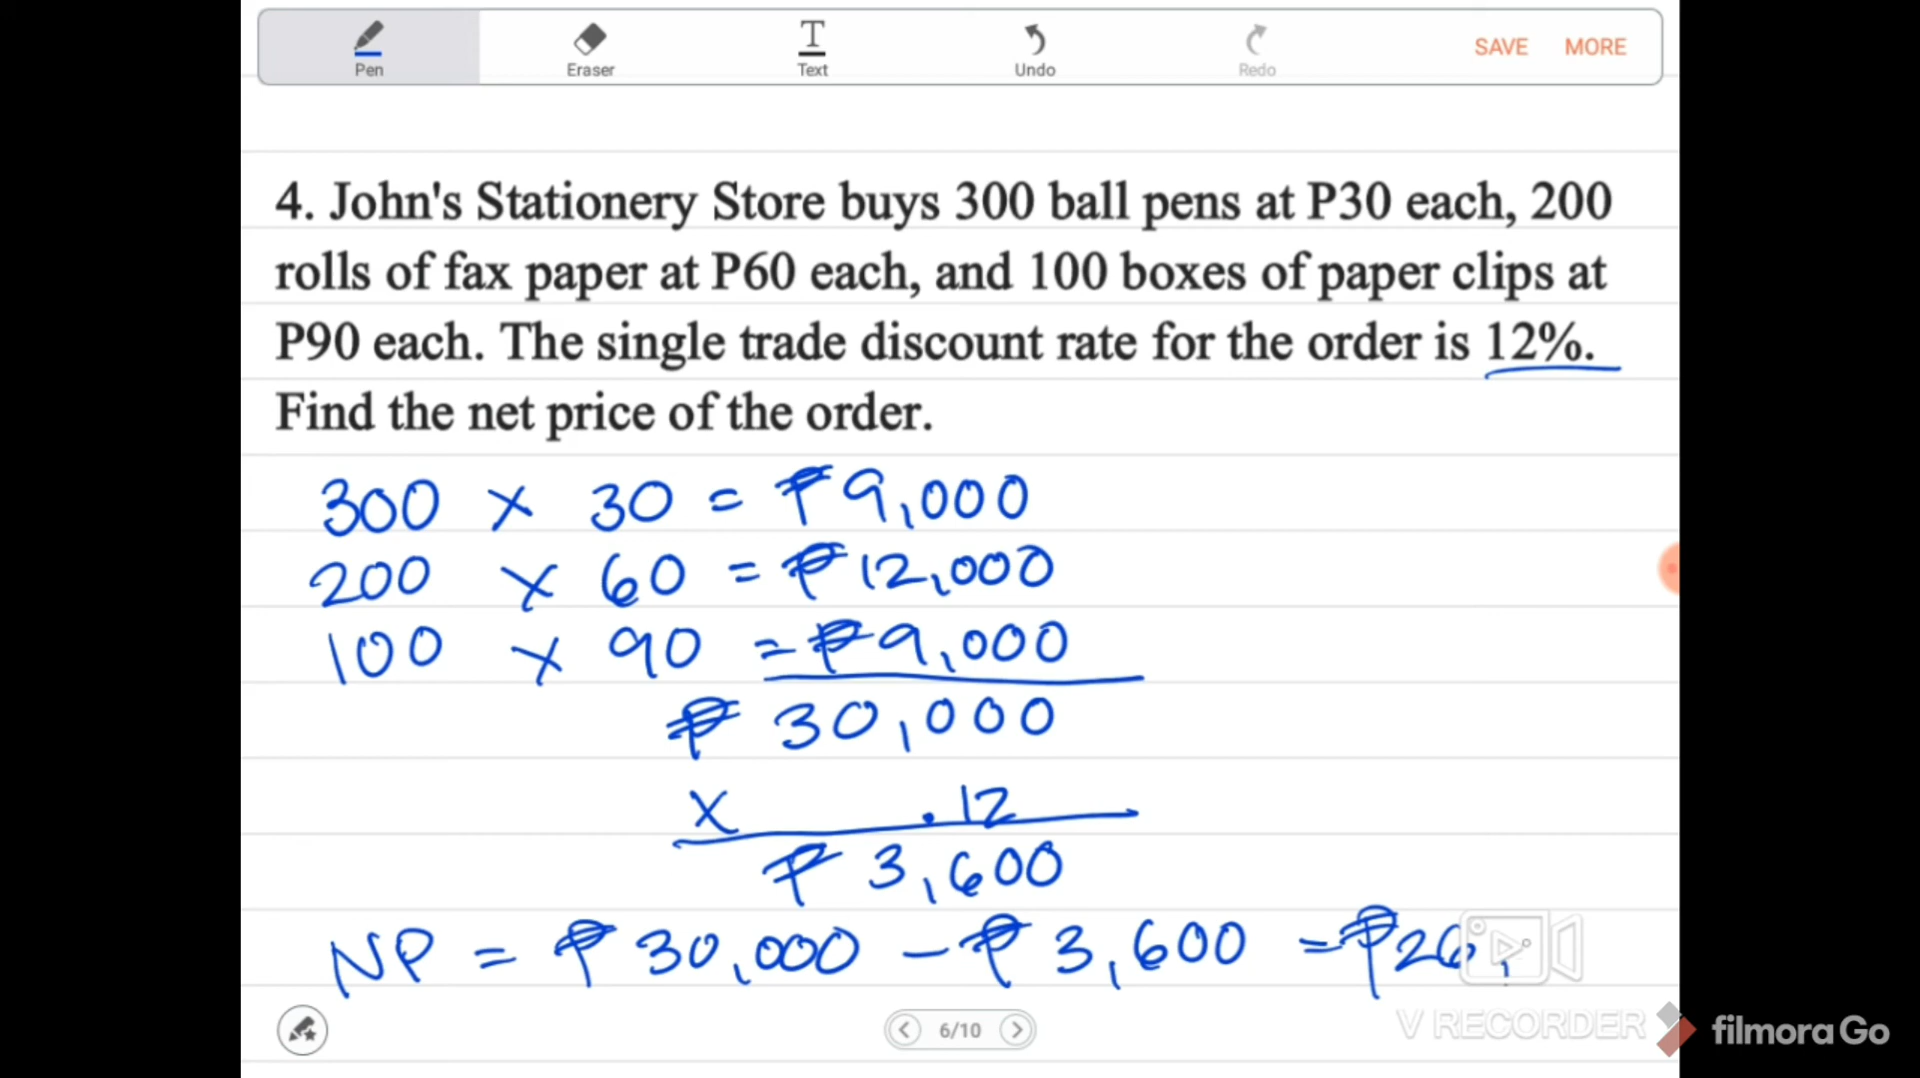 Pen Eraser Text Undo Redo SAVE MORE
4. John's Stationery Store buys 300 ball pens at P30 each, 200
rolls of fax paper at P60 each, and 100 boxes of paper clips at
P90 each. The single trade discount rate for the order is 12%.
Find the net price of the order.
300 x 30 = ₱9,000
200 x 60 = ₱12,000
100 x 90 = ₱9,000
₱ 30,000
x .12
₱ 3,600
NP = ₱ 30,000 - ₱ 3,600 = ₱26,
6/10
V RECORDER
filmoraGo